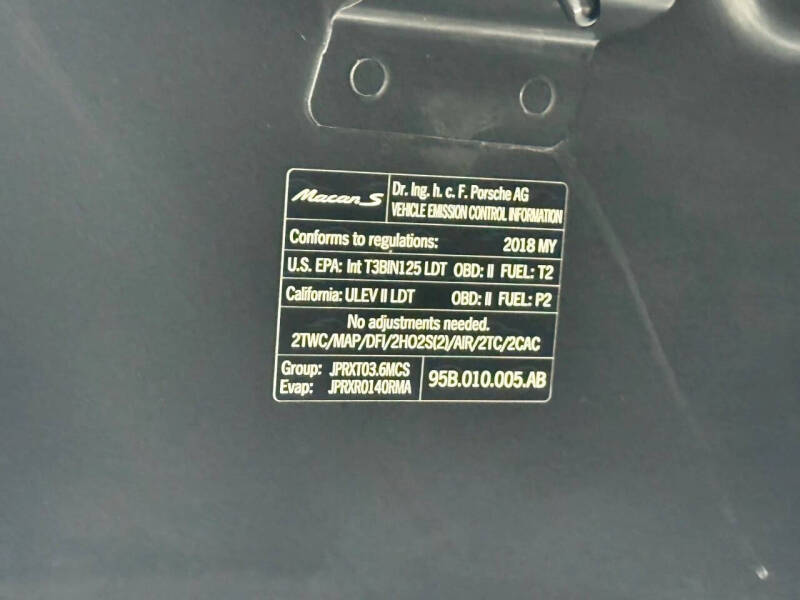 Macan S
Dr. Ing. h. c. F. Porsche AG
VEHICLE EMISSION CONTROL INFORMATION
Conforms to regulations: 2018 MY
U.S. EPA: Int T3BIN125 LDT OBD: II FUEL: T2
California: ULEV II LDT OBD: II FUEL: P2
No adjustments needed.
2TWC/MAP/DFI/2HO2S(2)/AIR/2TC/2CAC
Group: JPRXT03.6MCS
Evap: JPRXR0140RMA
95B.010.005.AB